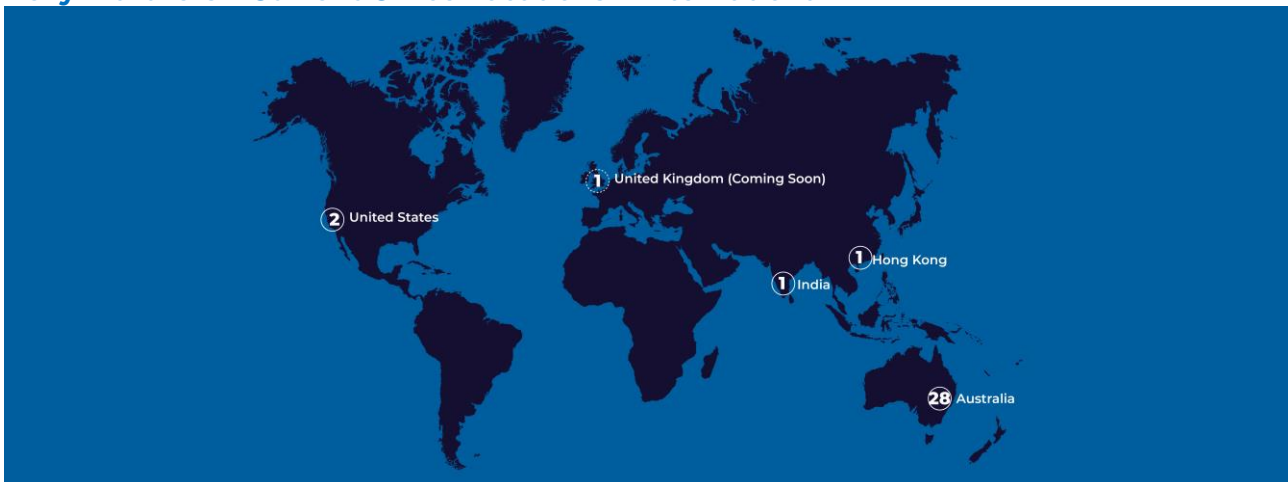 1 United Kingdom (Coming Soon)
2 United States
1 Hong Kong
1 India
28 Australia